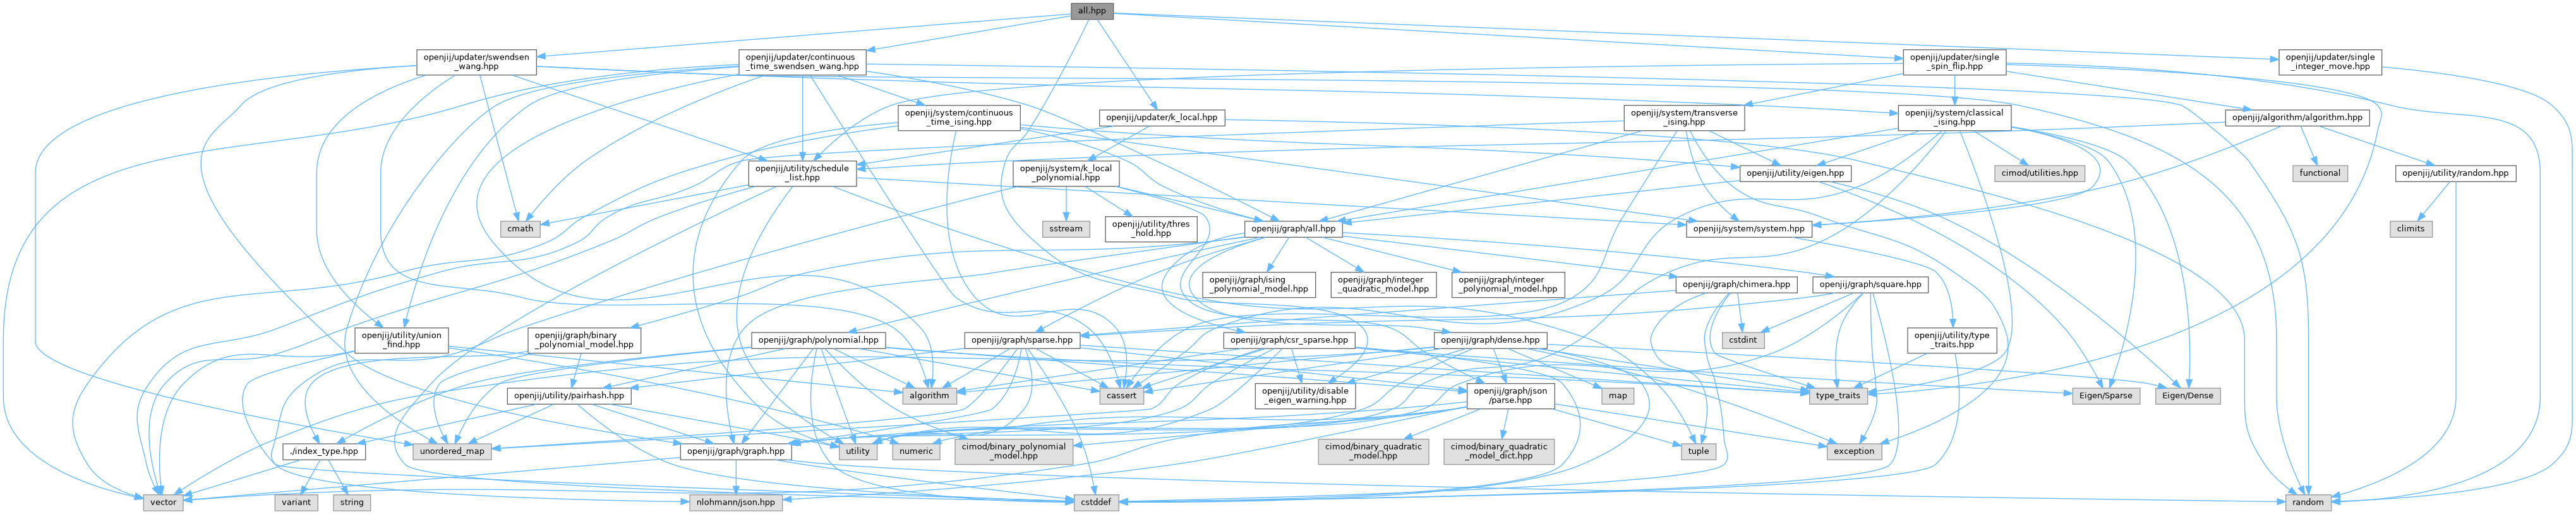 all.hpp
openjij/updater/swendsen
_wang.hpp
openjij/updater/continuous
_time_swendsen_wang.hpp
openjij/updater/single
_spin_flip.hpp
openjij/updater/single
_integer_move.hpp
openjij/system/continuous
_time_ising.hpp
openjij/updater/k_local.hpp
openjij/system/transverse
_ising.hpp
openjij/system/classical
_ising.hpp
openjij/algorithm/algorithm.hpp
openjij/utility/schedule
_list.hpp
openjij/system/k_local
_polynomial.hpp
openjij/utility/eigen.hpp
cimod/utilities.hpp
functional
openjij/utility/random.hpp
cmath
sstream
openjij/utility/thres
_hold.hpp
openjij/graph/all.hpp
openjij/system/system.hpp
climits
openjij/graph/ising
_polynomial_model.hpp
openjij/graph/integer
_quadratic_model.hpp
openjij/graph/integer
_polynomial_model.hpp
openjij/graph/chimera.hpp
openjij/graph/square.hpp
openjij/utility/union
_find.hpp
openjij/graph/binary
_polynomial_model.hpp
openjij/graph/polynomial.hpp
openjij/graph/sparse.hpp
openjij/graph/csr_sparse.hpp
openjij/graph/dense.hpp
cstdint
openjij/utility/type
_traits.hpp
openjij/utility/pairhash.hpp
algorithm
cassert
openjij/utility/disable
_eigen_warning.hpp
openjij/graph/json
/parse.hpp
map
type_traits
Eigen/Sparse
Eigen/Dense
./index_type.hpp
unordered_map
openjij/graph/graph.hpp
utility
numeric
cimod/binary_polynomial
_model.hpp
cimod/binary_quadratic
_model.hpp
cimod/binary_quadratic
_model_dict.hpp
tuple
exception
vector
variant
string
nlohmann/json.hpp
cstddef
random